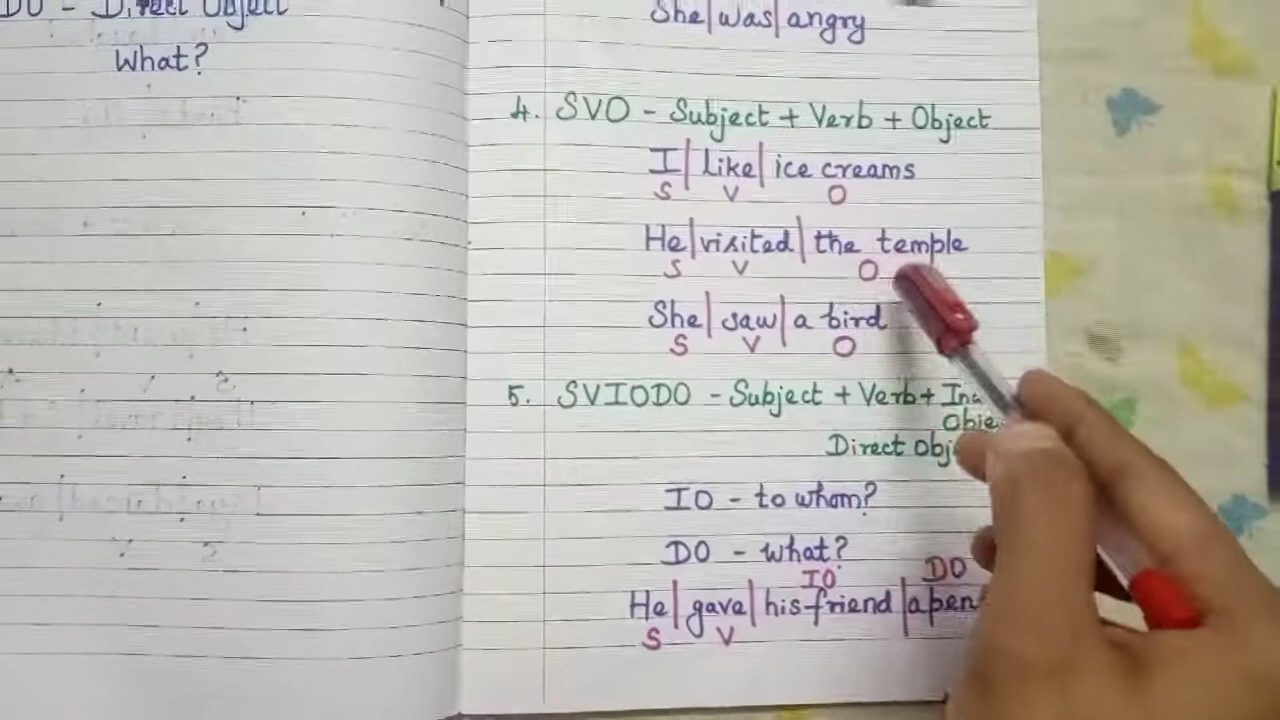 DO - Direct Object
What?
She|was|angry
4. SVO - Subject + Verb + Object
I|like|ice creams
S V O
He|visited|the temple
S V O
She|saw|a bird
S V O
5. SVIODO - Subject + Verb +
Direct
IO - to whom?
DO - what?
IO DO
He|gave|his friend|a pen
S V